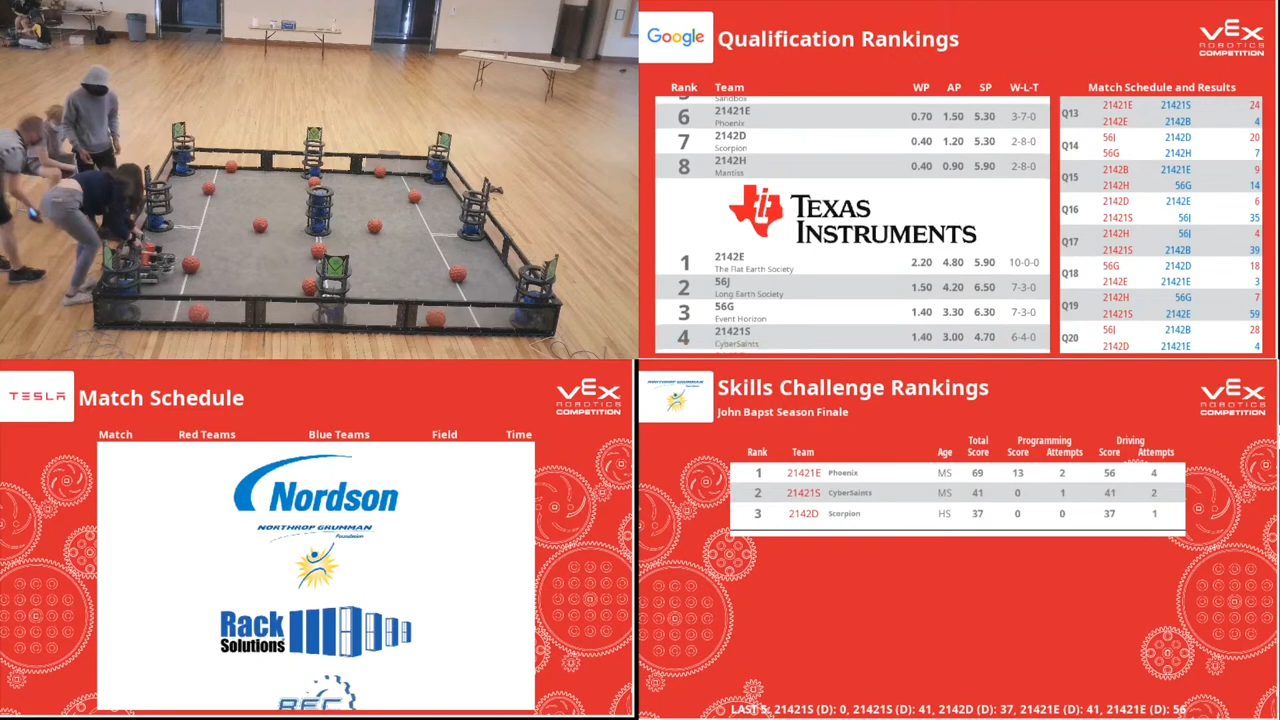 Google
Qualification Rankings
VEX
ROBOTICS
COMPETITION
Rank Team WP AP SP W-L-T
Sandbox
6 21421E 0.70 1.50 5.30 3-7-0
Phoenix
7 2142D 0.40 1.20 5.30 2-8-0
Scorpion
8 2142H 0.40 0.90 5.90 2-8-0
Mantiss
TEXAS
INSTRUMENTS
1 2142E 2.20 4.80 5.90 10-0-0
The Flat Earth Society
2 56J 1.50 4.20 6.50 7-3-0
Long Earth Society
3 56G 1.40 3.30 6.30 7-3-0
Event Horizon
4 21421S 1.40 3.00 4.70 6-4-0
CyberSaints
Match Schedule and Results
Q13 21421E 21421S 24
2142E 2142B 4
Q14 56J 2142D 20
56G 2142H 7
Q15 2142B 21421E 9
2142H 56G 14
Q16 2142D 2142E 6
21421S 56J 35
Q17 2142H 56J 4
21421S 2142B 39
Q18 56G 2142D 18
2142E 21421E 3
Q19 2142H 56G 7
21421S 2142E 59
Q20 56J 2142B 28
2142D 21421E 4
TESLA
Match Schedule
VEX
ROBOTICS
COMPETITION
Match Red Teams Blue Teams Field Time
Nordson
NORTHROP GRUMMAN
Foundation
Rack
Solutions
REC
NORTHROP GRUMMAN
Skills Challenge Rankings
John Bapst Season Finale
VEX
ROBOTICS
COMPETITION
Total Programming Driving
Rank Team Age Score Score Attempts Score Attempts
1 21421E Phoenix MS 69 13 2 56 4
2 21421S CyberSaints MS 41 0 1 41 2
3 2142D Scorpion HS 37 0 0 37 1
LAST 5: 21421S (D): 0, 21421S (D): 41, 2142D (D): 37, 21421E (D): 41, 21421E (D): 56